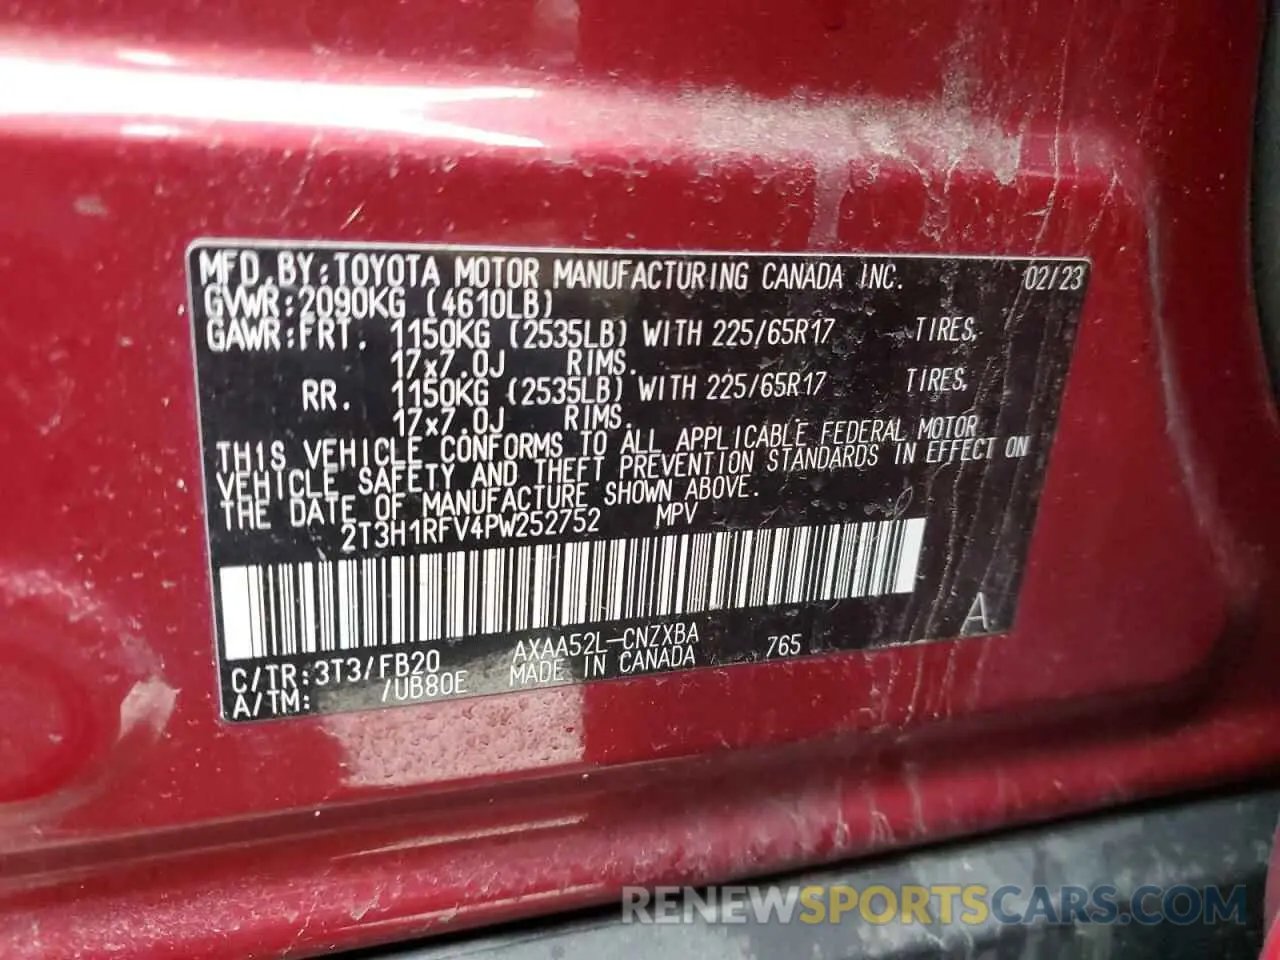 MFD.BY:TOYOTA MOTOR MANUFACTURING CANADA INC. 02/23
GVWR:2090KG (4610LB)
GAWR:FRT. 1150KG (2535LB) WITH 225/65R17 TIRES,
17x7.0J RIMS.
RR. 1150KG (2535LB) WITH 225/65R17 TIRES,
17x7.0J RIMS.
THIS VEHICLE CONFORMS TO ALL APPLICABLE FEDERAL MOTOR
VEHICLE SAFETY AND THEFT PREVENTION STANDARDS IN EFFECT ON
THE DATE OF MANUFACTURE SHOWN ABOVE.
2T3H1RFV4PW252752 MPV
AXAA52L-CNZXBA 765 A
C/TR:3T3/FB20 MADE IN CANADA
A/TM: /UB80E
RENEWSPORTSCARS.COM